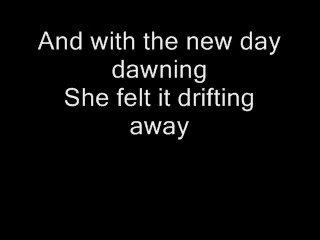 And with the new day
dawning
She felt it drifting
away